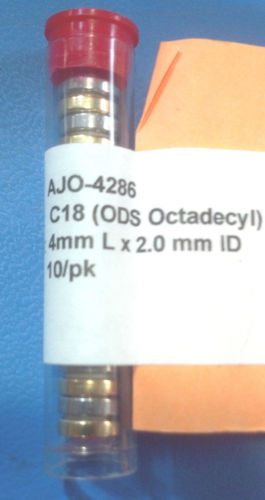 AJO-4286
C18 (ODS Octadecyl)
4mm L x 2.0 mm ID
10/pk